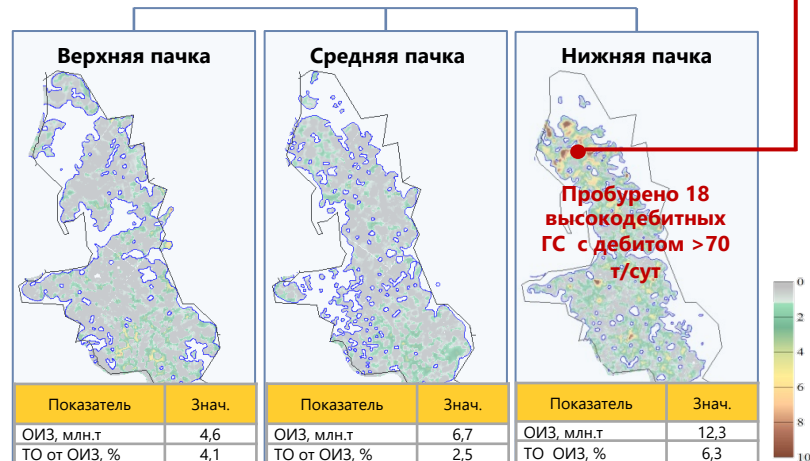 Верхняя пачка
Средняя пачка
Нижняя пачка
Пробурено 18
высокодебитных
ГС с дебитом >70
т/сут
0
2
4
6
8
10
Показатель Знач.
ОИЗ, млн.т 4,6
ТО от ОИЗ, % 4,1
Показатель Знач.
ОИЗ, млн.т 6,7
ТО от ОИЗ, % 2,5
Показатель Знач.
ОИЗ, млн.т 12,3
ТО ОИЗ, % 6,3